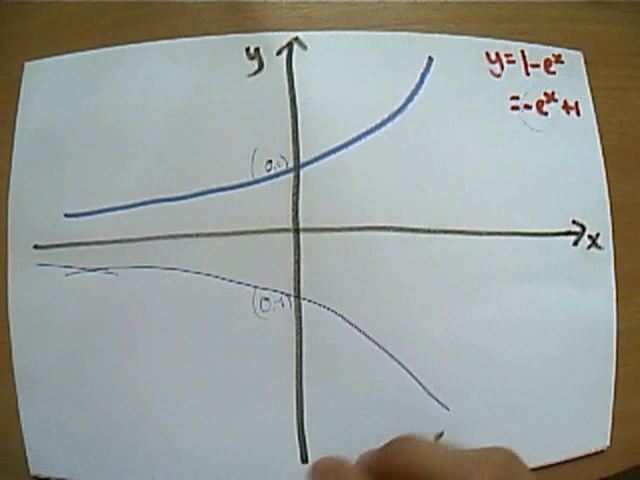 y
y=1-e^x
=-e^x+1
(0,1)
x
(0,-1)